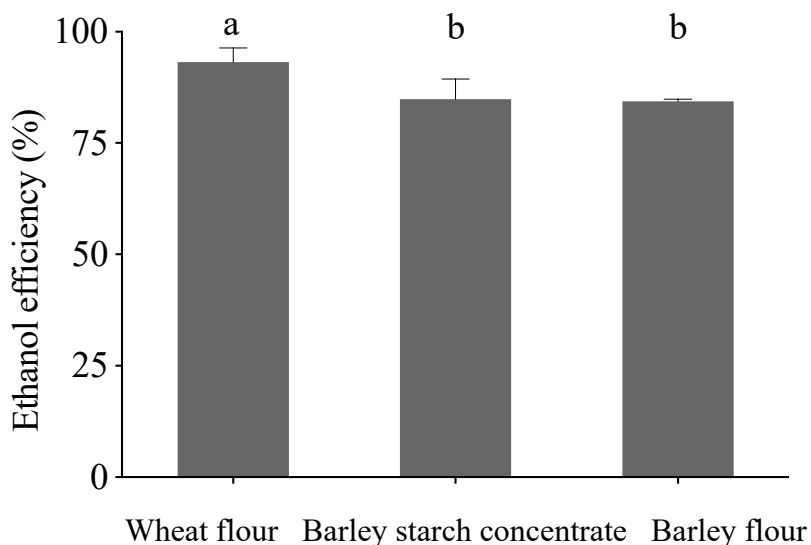 Ethanol efficiency (%)
100
75
50
25
0
a
b
b
Wheat flour
Barley starch concentrate
Barley flour